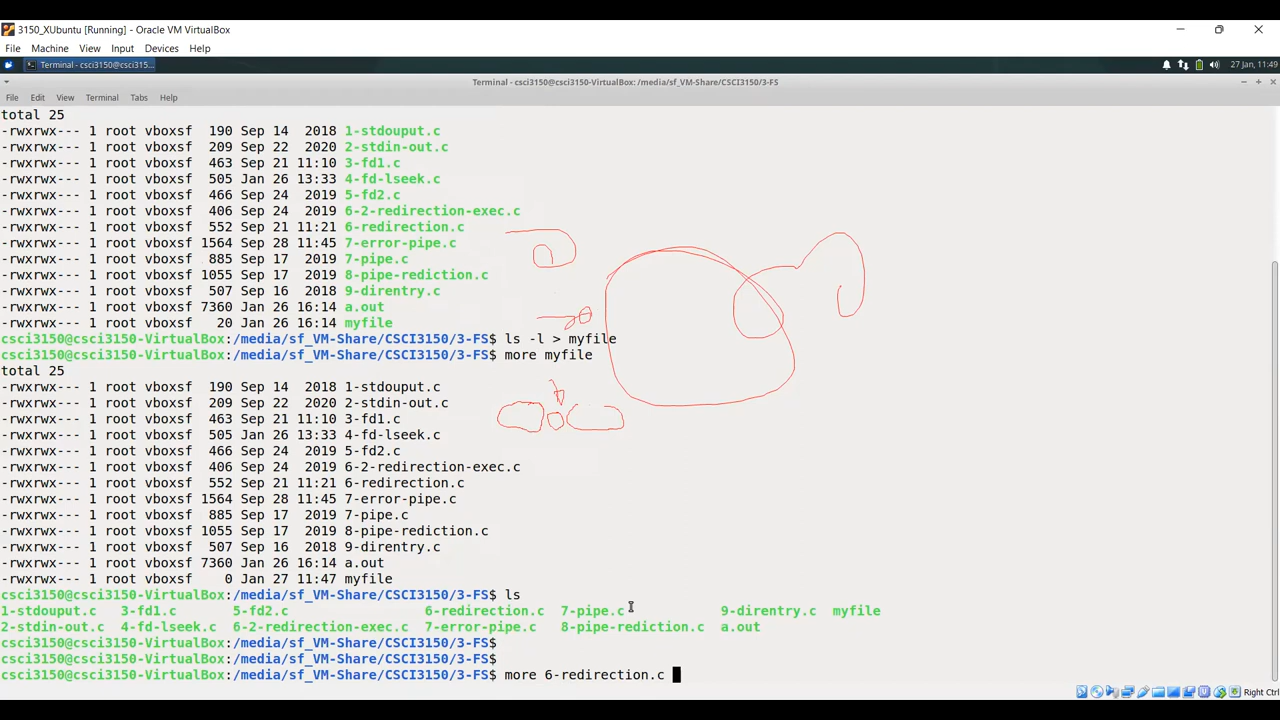 3150_XUbuntu [Running] - Oracle VM VirtualBox
File Machine View Input Devices Help
Terminal - csci3150@csci315... 27 Jan, 11:49
Terminal - csci3150@csci3150-VirtualBox: /media/sf_VM-Share/CSCI3150/3-FS
File Edit View Terminal Tabs Help
total 25
-rwxrwx--- 1 root vboxsf 190 Sep 14 2018 1-stdouput.c
-rwxrwx--- 1 root vboxsf 209 Sep 22 2020 2-stdin-out.c
-rwxrwx--- 1 root vboxsf 463 Sep 21 11:10 3-fd1.c
-rwxrwx--- 1 root vboxsf 505 Jan 26 13:33 4-fd-lseek.c
-rwxrwx--- 1 root vboxsf 466 Sep 24 2019 5-fd2.c
-rwxrwx--- 1 root vboxsf 406 Sep 24 2019 6-2-redirection-exec.c
-rwxrwx--- 1 root vboxsf 552 Sep 21 11:21 6-redirection.c
-rwxrwx--- 1 root vboxsf 1564 Sep 28 11:45 7-error-pipe.c
-rwxrwx--- 1 root vboxsf 885 Sep 17 2019 7-pipe.c
-rwxrwx--- 1 root vboxsf 1055 Sep 17 2019 8-pipe-rediction.c
-rwxrwx--- 1 root vboxsf 507 Sep 16 2018 9-direntry.c
-rwxrwx--- 1 root vboxsf 7360 Jan 26 16:14 a.out
-rwxrwx--- 1 root vboxsf 20 Jan 26 16:14 myfile
csci3150@csci3150-VirtualBox:/media/sf_VM-Share/CSCI3150/3-FS$ ls -l > myfile
csci3150@csci3150-VirtualBox:/media/sf_VM-Share/CSCI3150/3-FS$ more myfile
total 25
-rwxrwx--- 1 root vboxsf 190 Sep 14 2018 1-stdouput.c
-rwxrwx--- 1 root vboxsf 209 Sep 22 2020 2-stdin-out.c
-rwxrwx--- 1 root vboxsf 463 Sep 21 11:10 3-fd1.c
-rwxrwx--- 1 root vboxsf 505 Jan 26 13:33 4-fd-lseek.c
-rwxrwx--- 1 root vboxsf 466 Sep 24 2019 5-fd2.c
-rwxrwx--- 1 root vboxsf 406 Sep 24 2019 6-2-redirection-exec.c
-rwxrwx--- 1 root vboxsf 552 Sep 21 11:21 6-redirection.c
-rwxrwx--- 1 root vboxsf 1564 Sep 28 11:45 7-error-pipe.c
-rwxrwx--- 1 root vboxsf 885 Sep 17 2019 7-pipe.c
-rwxrwx--- 1 root vboxsf 1055 Sep 17 2019 8-pipe-rediction.c
-rwxrwx--- 1 root vboxsf 507 Sep 16 2018 9-direntry.c
-rwxrwx--- 1 root vboxsf 7360 Jan 26 16:14 a.out
-rwxrwx--- 1 root vboxsf 0 Jan 27 11:47 myfile
csci3150@csci3150-VirtualBox:/media/sf_VM-Share/CSCI3150/3-FS$ ls
1-stdouput.c 3-fd1.c 5-fd2.c 6-redirection.c 7-pipe.c 9-direntry.c myfile
2-stdin-out.c 4-fd-lseek.c 6-2-redirection-exec.c 7-error-pipe.c 8-pipe-rediction.c a.out
csci3150@csci3150-VirtualBox:/media/sf_VM-Share/CSCI3150/3-FS$
csci3150@csci3150-VirtualBox:/media/sf_VM-Share/CSCI3150/3-FS$
csci3150@csci3150-VirtualBox:/media/sf_VM-Share/CSCI3150/3-FS$ more 6-redirection.c
Right Ctrl